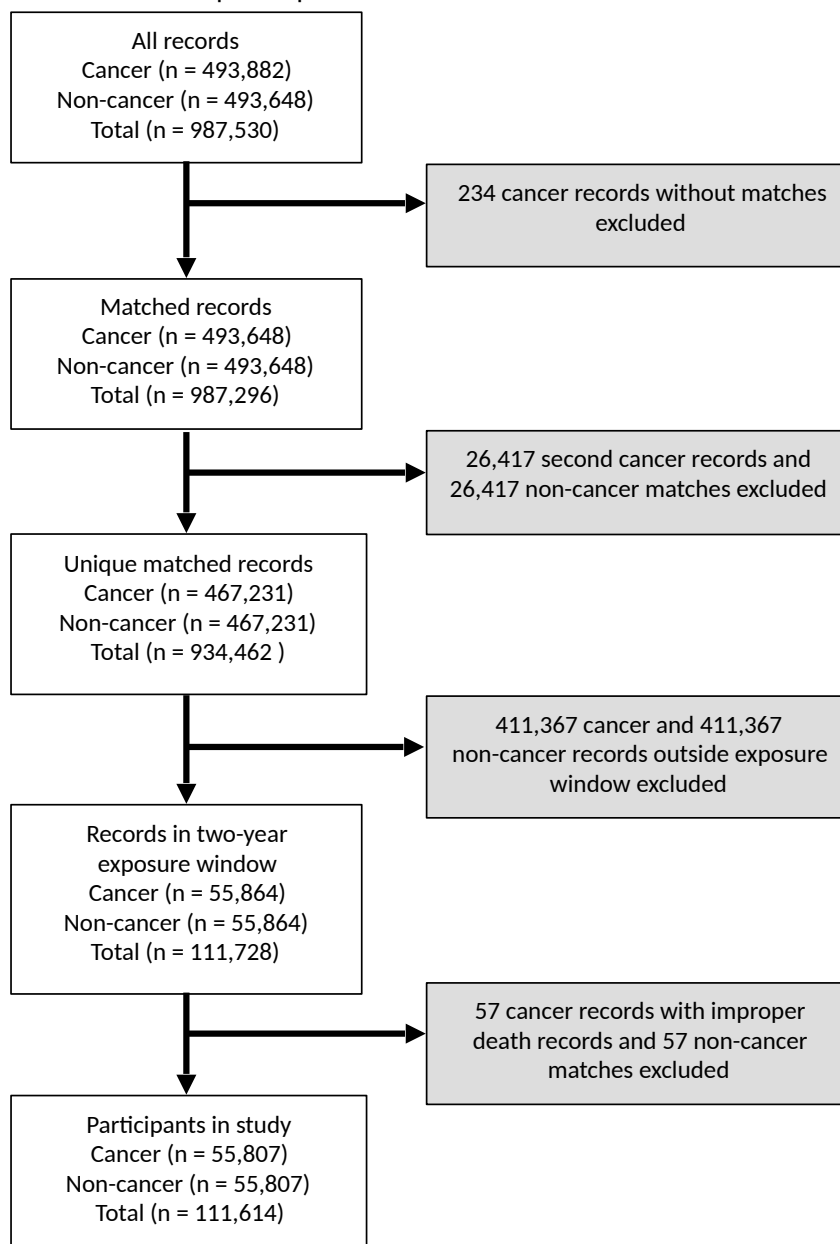 All records
Cancer (n = 493,882)
Non-cancer (n = 493,648)
Total (n = 987,530)
234 cancer records without matches
excluded
Matched records
Cancer (n = 493,648)
Non-cancer (n = 493,648)
Total (n = 987,296)
26,417 second cancer records and
26,417 non-cancer matches excluded
Unique matched records
Cancer (n = 467,231)
Non-cancer (n = 467,231)
Total (n = 934,462 )
411,367 cancer and 411,367
non-cancer records outside exposure
window excluded
Records in two-year
exposure window
Cancer (n = 55,864)
Non-cancer (n = 55,864)
Total (n = 111,728)
57 cancer records with improper
death records and 57 non-cancer
matches excluded
Participants in study
Cancer (n = 55,807)
Non-cancer (n = 55,807)
Total (n = 111,614)